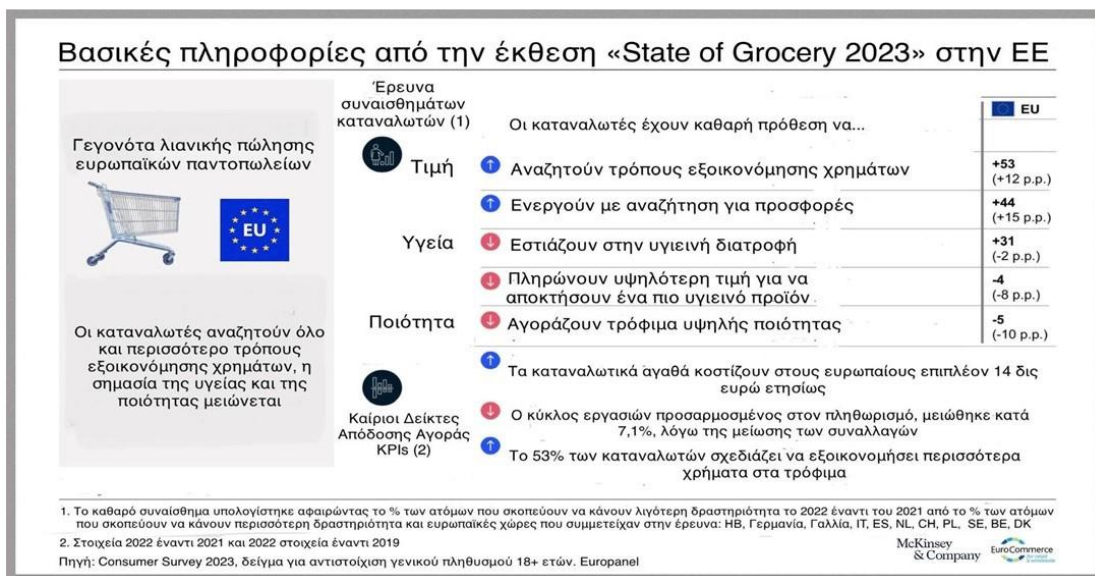 Βασικές πληροφορίες από την έκθεση «State of Grocery 2023» στην ΕΕ
Γεγονότα λιανικής πώλησης
ευρωπαϊκών παντοπωλείων
EU
Οι καταναλωτές αναζητούν όλο
και περισσότερο τρόπους
εξοικονόμησης χρημάτων, η
σημασία της υγείας και της
ποιότητας μειώνεται
Έρευνα
συναισθημάτων
καταναλωτών (1)
Οι καταναλωτές έχουν καθαρή πρόθεση να...
EU
Τιμή
Αναζητούν τρόπους εξοικονόμησης χρημάτων
+53
(+12 p.p.)
Ενεργούν με αναζήτηση για προσφορές
+44
(+15 p.p.)
Υγεία
Εστιάζουν στην υγιεινή διατροφή
+31
(-2 p.p.)
Πληρώνουν υψηλότερη τιμή για να
αποκτήσουν ένα πιο υγιεινό προϊόν
-4
(-8 p.p.)
Ποιότητα
Αγοράζουν τρόφιμα υψηλής ποιότητας
-5
(-10 p.p.)
Καίριοι Δείκτες
Απόδοσης Αγοράς
KPIs (2)
Τα καταναλωτικά αγαθά κοστίζουν στους ευρωπαίους επιπλέον 14 δις
ευρώ ετησίως
Ο κύκλος εργασιών προσαρμοσμένος στον πληθωρισμό, μειώθηκε κατά
7,1%, λόγω της μείωσης των συναλλαγών
Το 53% των καταναλωτών σχεδιάζει να εξοικονομήσει περισσότερα
χρήματα στα τρόφιμα
1. Το καθαρό συναίσθημα υπολογίστηκε αφαιρώντας το % των ατόμων που σκοπεύουν να κάνουν λιγότερη δραστηριότητα το 2022 έναντι του 2021 από το % των ατόμων
που σκοπεύουν να κάνουν περισσότερη δραστηριότητα και ευρωπαϊκές χώρες που συμμετείχαν στην έρευνα: ΗΒ, Γερμανία, Γαλλία, IT, ES, NL, CH, PL, SE, BE, DK
2. Στοιχεία 2022 έναντι 2021 και 2022 στοιχεία έναντι 2019
Πηγή: Consumer Survey 2023, δείγμα για αντιστοίχιση γενικού πληθυσμού 18+ ετών. Europanel
McKinsey
& Company
EuroCommerce